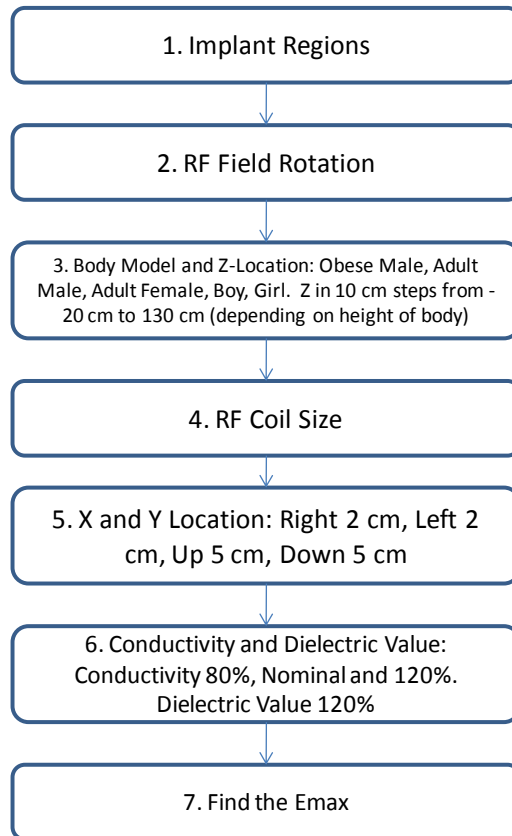 1. Implant Regions
2. RF Field Rotation
3. Body Model and Z-Location: Obese Male, Adult
Male, Adult Female, Boy, Girl.  Z in 10 cm steps from -
20 cm to 130 cm (depending on height of body)
4. RF Coil Size
5. X and Y Location: Right 2 cm, Left 2
cm, Up 5 cm, Down 5 cm
6. Conductivity and Dielectric Value:
Conductivity 80%, Nominal and 120%.
Dielectric Value 120%
7. Find the Emax